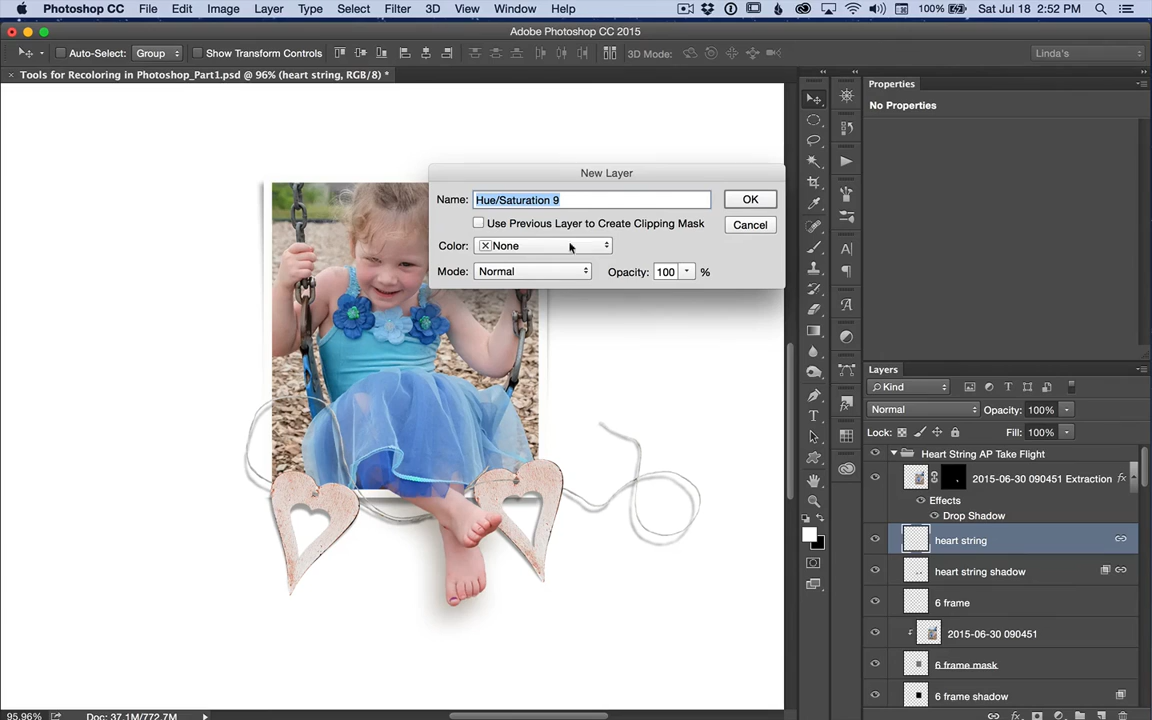 Photoshop CC File Edit Image Layer Type Select Filter 3D View Window Help 100% Sat Jul 18 2:52 PM
Adobe Photoshop CC 2015
Auto-Select: Group Show Transform Controls 3D Mode: Linda's
Tools for Recoloring in Photoshop_Part1.psd @ 96% (heart string, RGB/8) *
Properties
No Properties
New Layer
Name: Hue/Saturation 9 OK
Use Previous Layer to Create Clipping Mask Cancel
Color: None
Mode: Normal Opacity: 100 %
Layers
Kind
Normal Opacity: 100%
Lock: Fill: 100%
Heart String AP Take Flight
2015-06-30 090451 Extraction fx
Effects
Drop Shadow
heart string
heart string shadow
6 frame
2015-06-30 090451
6 frame mask
6 frame shadow
95.96% Doc: 37.1M/772.7M